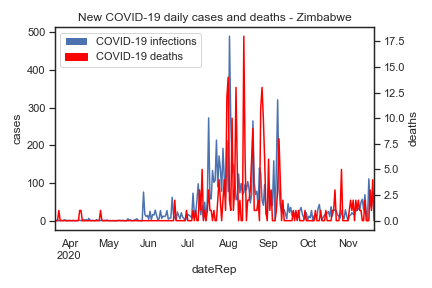 New COVID-19 daily cases and deaths - Zimbabwe
COVID-19 infections
COVID-19 deaths
500
400
300
200
100
0
cases
17.5
15.0
12.5
10.0
7.5
5.0
2.5
0.0
deaths
Apr May Jun Jul Aug Sep Oct Nov
2020
dateRep